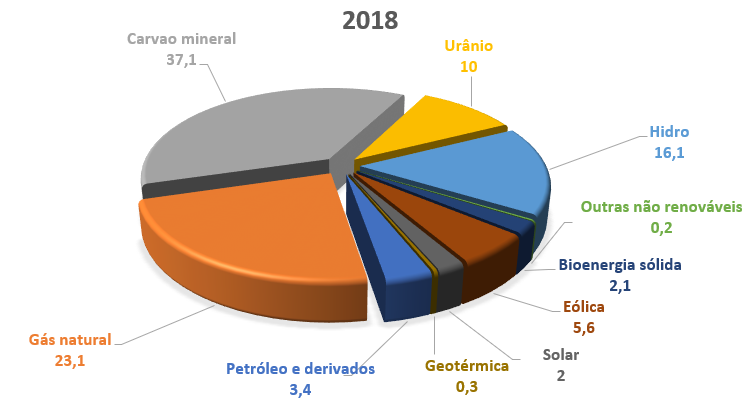 2018
Carvao mineral
37,1
Urânio
10
Hidro
16,1
Outras não renováveis
0,2
Bioenergia sólida
2,1
Eólica
5,6
Solar
2
Geotérmica
0,3
Petróleo e derivados
3,4
Gás natural
23,1